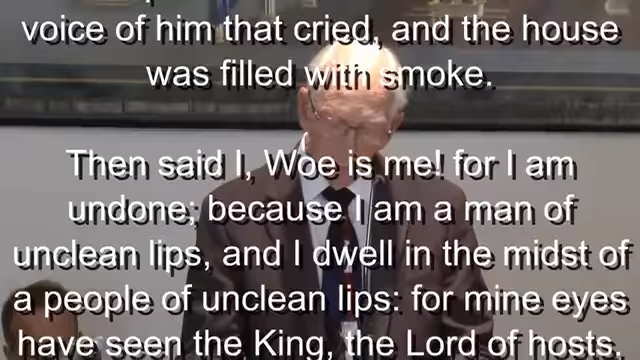 voice of him that cried, and the house
was filled with smoke.
Then said I, Woe is me! for I am
undone; because I am a man of
unclean lips, and I dwell in the midst of
a people of unclean lips: for mine eyes
have seen the King, the Lord of hosts.